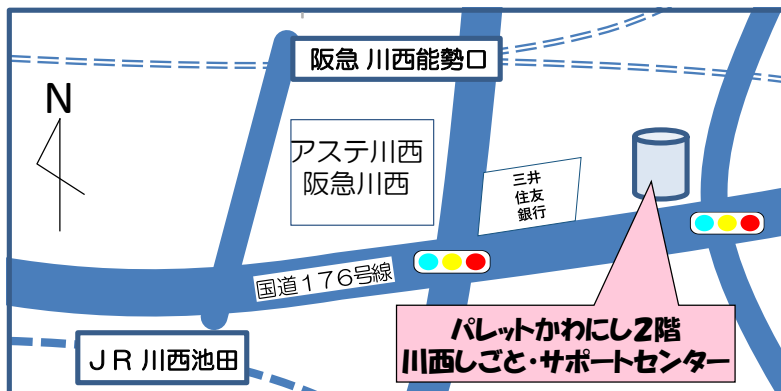 阪急 川西能勢口
N
アステ川西
阪急川西
三井
住友
銀行
国道176号線
パレットかわにし2階
川西しごと・サポートセンター
JR 川西池田